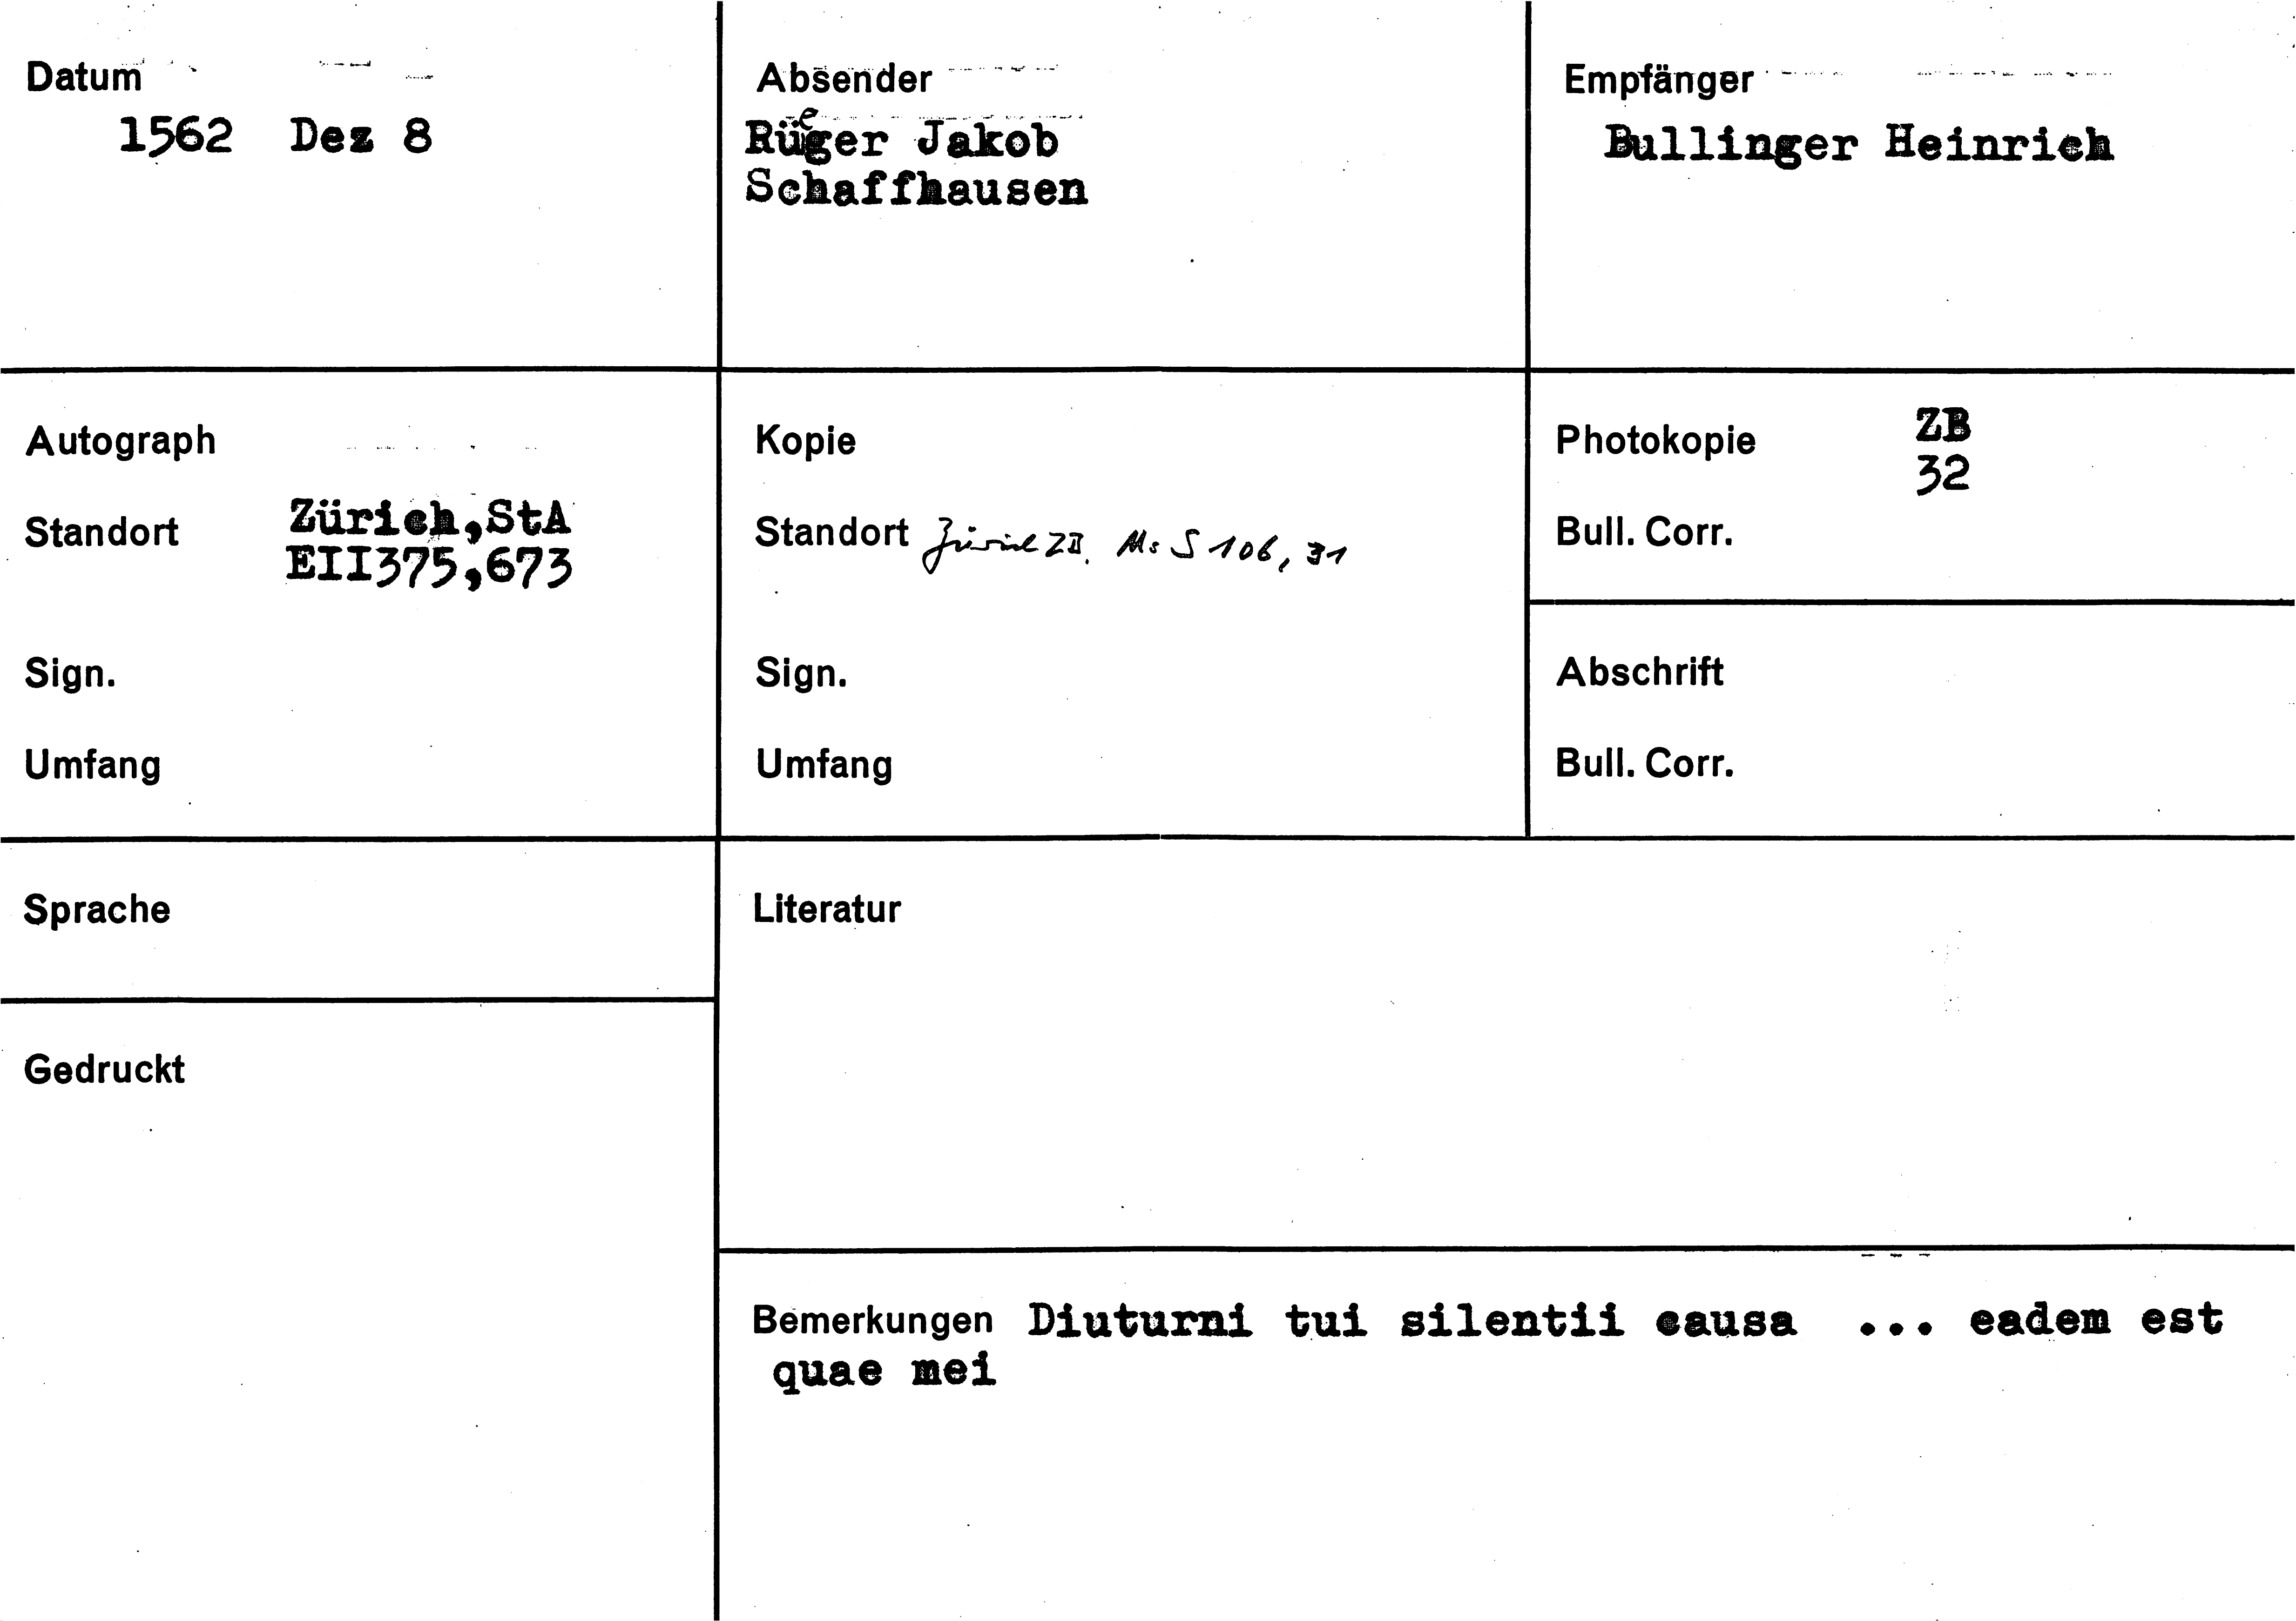 Datum
1562 Dez 8
Absender
Rüeger Jakob
Schaffhausen
Empfänger
Bullinger Heinrich
Autograph
Standort Zürich,StA
EII375,673
Sign.
Umfang
Kopie
Standort Zürich ZB. Ms S 106, 31
Sign.
Umfang
Photokopie ZB
32
Bull. Corr.
Abschrift
Bull. Corr.
Sprache
Gedruckt
Literatur
Bemerkungen Diuturni tui silentii causa ... eadem est
quae mei